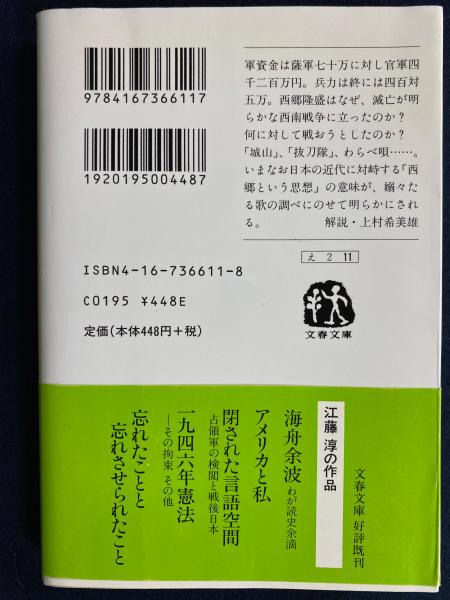 9784167366117
1920195004487
ISBN4-16-736611-8
C0195 ¥448E
定価(本体448円+税)
軍資金は薩軍七十万に対し官軍四
千二百万円。兵力は終には四百対
五万。西郷隆盛はなぜ、滅亡が明
らかな西南戦争に立ったのか?
何に対して戦おうとしたのか?
「城山」、「抜刀隊」、わらべ唄……。
いまなお日本の近代に対峙する「西
郷という思想」の意味が、嫋々た
る歌の調べにのせて明らかにされ
る。 解説・上村希美雄
え 2 11
文春文庫
文春文庫 好評既刊
江藤 淳の作品
海舟余波 わが読史余滴
アメリカと私
閉された言語空間
占領軍の検閲と戦後日本
一九四六年憲法
―その拘束 その他
忘れたことと
忘れさせられたこと